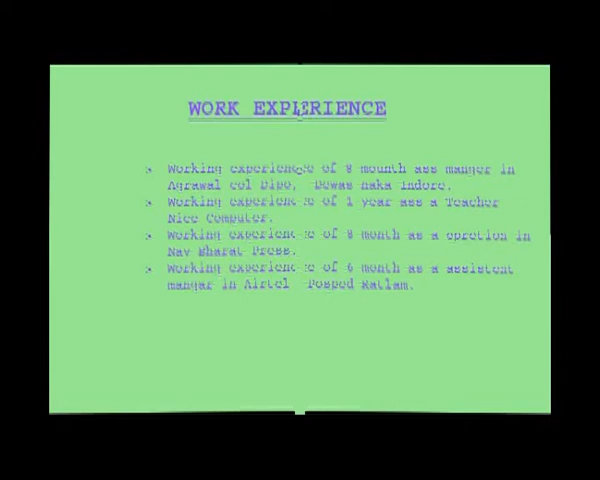 WORK EXPERIENCE
Working experience of 8 mounth ass manger in
Agrawal col Dipo, Dewas naka Indore.
Working experience of 1 year ass a Teacher
Nice Computer.
Working experience of 8 month as a opretion in
Nav Bharat Press.
Working experience of 6 month as a assistent
mangar in Airtel Pospod Ratlam.